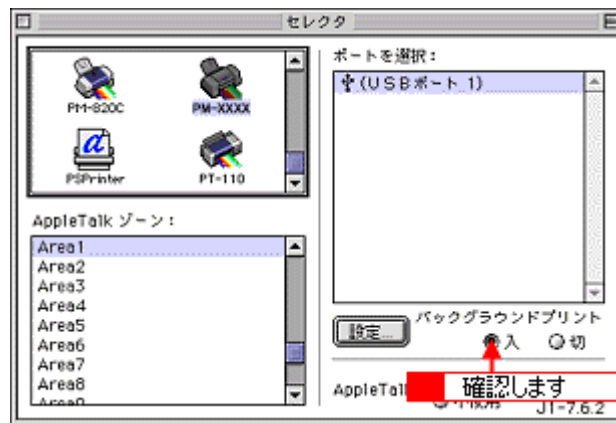 セレクタ
PM-820C
PM-XXXX
PSPrinter
PT-110
ポートを選択：
(USBポート 1)
AppleTalk ゾーン：
Area1
Area2
Area3
Area4
Area5
Area6
Area7
Area8
設定...
バックグラウンドプリント
入 切
確認します
AppleTal
J1-7.6.2